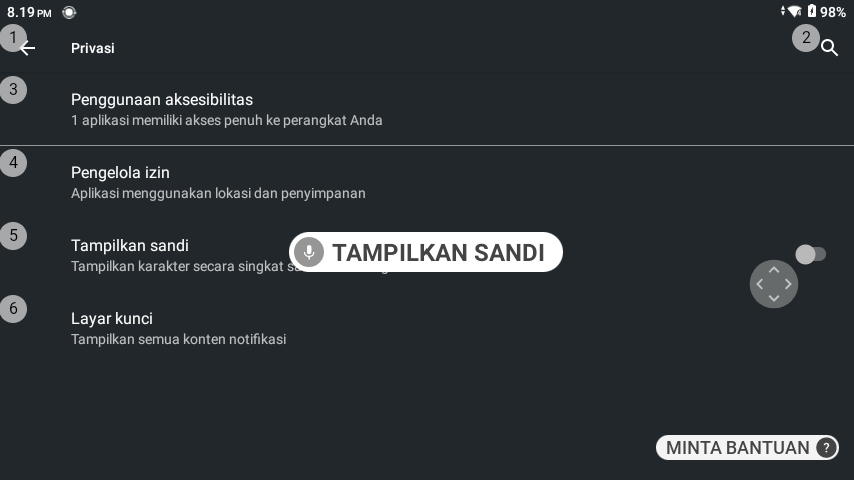 8.19 PM
98%
1
Privasi
2
3
Penggunaan aksesibilitas
1 aplikasi memiliki akses penuh ke perangkat Anda
4
Pengelola izin
Aplikasi menggunakan lokasi dan penyimpanan
5
Tampilkan sandi
TAMPILKAN SANDI
Tampilkan karakter secara singkat
6
Layar kunci
Tampilkan semua konten notifikasi
MINTA BANTUAN ?